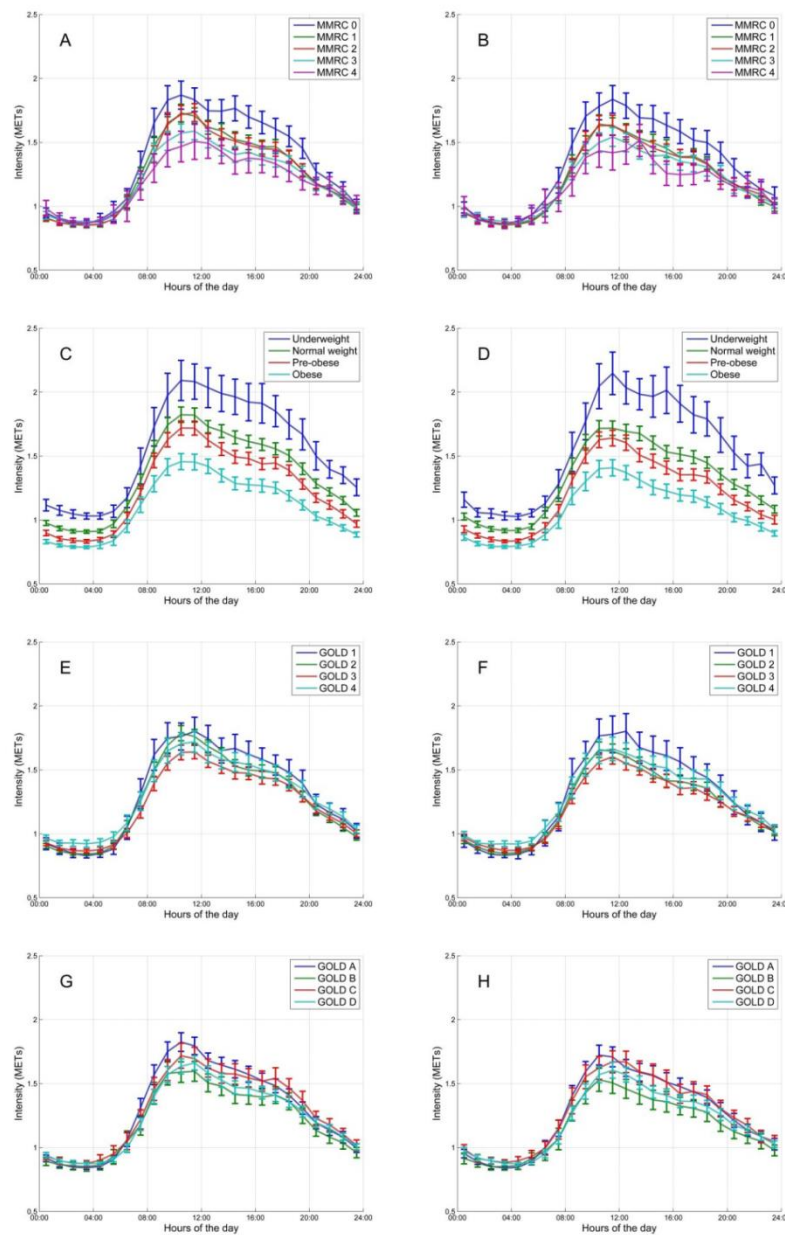 A
MMRC 0
MMRC 1
MMRC 2
MMRC 3
MMRC 4
2.5
2
1.5
1
0.5
Intensity (METs)
00:00 04:00 08:00 12:00 16:00 20:00 24:00
Hours of the day
B
MMRC 0
MMRC 1
MMRC 2
MMRC 3
MMRC 4
2.5
2
1.5
1
0.5
Intensity (METs)
00:00 04:00 08:00 12:00 16:00 20:00 24:00
Hours of the day
C
Underweight
Normal weight
Pre-obese
Obese
2.5
2
1.5
1
0.5
Intensity (METs)
00:00 04:00 08:00 12:00 16:00 20:00 24:00
Hours of the day
D
Underweight
Normal weight
Pre-obese
Obese
2.5
2
1.5
1
0.5
Intensity (METs)
00:00 04:00 08:00 12:00 16:00 20:00 24:00
Hours of the day
E
GOLD 1
GOLD 2
GOLD 3
GOLD 4
2.5
2
1.5
1
0.5
Intensity (METs)
00:00 04:00 08:00 12:00 16:00 20:00 24:00
Hours of the day
F
GOLD 1
GOLD 2
GOLD 3
GOLD 4
2.5
2
1.5
1
0.5
Intensity (METs)
00:00 04:00 08:00 12:00 16:00 20:00 24:00
Hours of the day
G
GOLD A
GOLD B
GOLD C
GOLD D
2.5
2
1.5
1
0.5
Intensity (METs)
00:00 04:00 08:00 12:00 16:00 20:00 24:00
Hours of the day
H
GOLD A
GOLD B
GOLD C
GOLD D
2.5
2
1.5
1
0.5
Intensity (METs)
00:00 04:00 08:00 12:00 16:00 20:00 24:00
Hours of the day